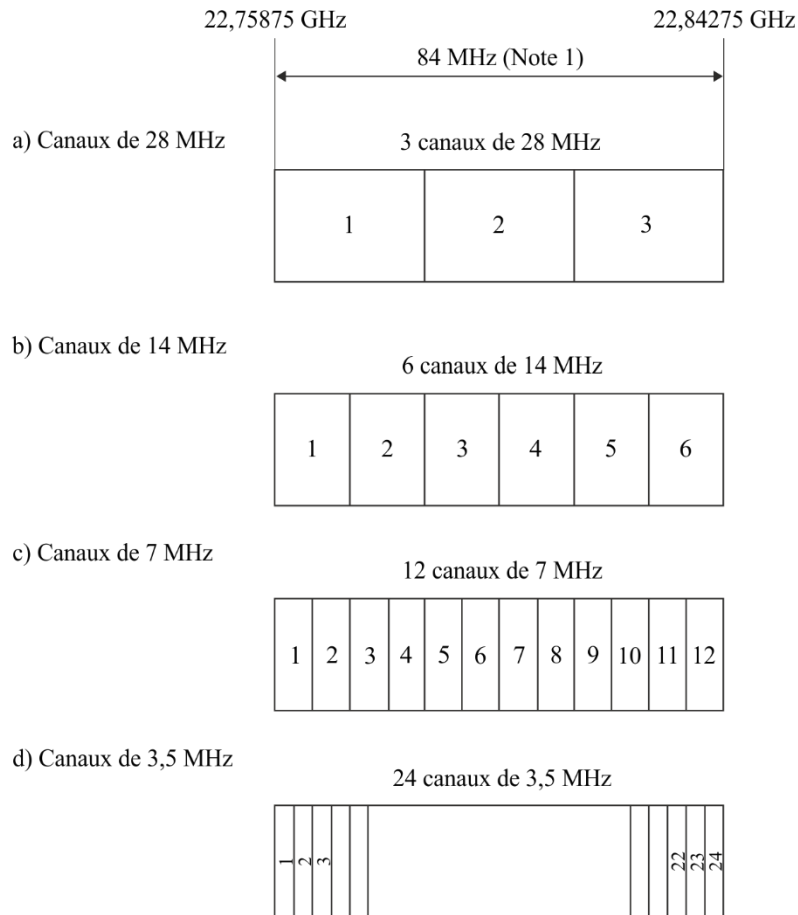 22,75875 GHz 22,84275 GHz
84 MHz (Note 1)
a) Canaux de 28 MHz
3 canaux de 28 MHz
1 2 3
b) Canaux de 14 MHz
6 canaux de 14 MHz
1 2 3 4 5 6
c) Canaux de 7 MHz
12 canaux de 7 MHz
1 2 3 4 5 6 7 8 9 10 11 12
d) Canaux de 3,5 MHz
24 canaux de 3,5 MHz
1 2 3 22 23 24